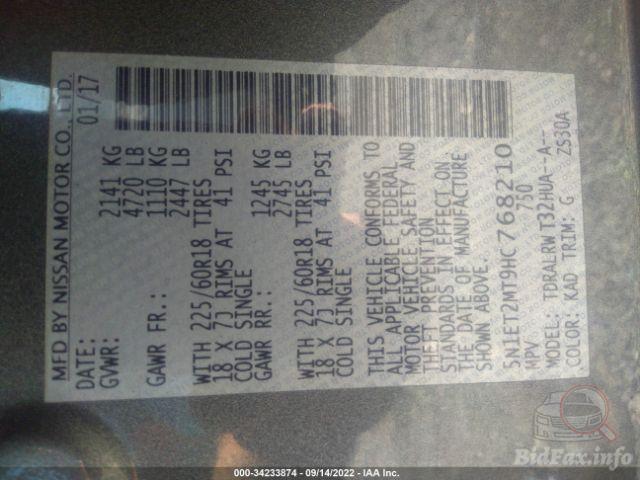 MFD BY NISSAN MOTOR CO., LTD.
DATE: 01/17
GVWR: 2141 KG
4720 LB
GAWR FR.: 1110 KG
2447 LB
WITH 225/60R18 TIRES
18 X 7J RIMS AT 41 PSI
COLD SINGLE
GAWR RR.: 1245 KG
2745 LB
WITH 225/60R18 TIRES
18 X 7J RIMS AT 41 PSI
COLD SINGLE
THIS VEHICLE CONFORMS TO
ALL APPLICABLE FEDERAL
MOTOR VEHICLE SAFETY AND
THEFT PREVENTION
STANDARDS IN EFFECT ON
THE DATE OF MANUFACTURE
SHOWN ABOVE.
5N1ET2MT9HC768210
MPV 750
MODEL: TDRALRW T32HUA--A--
COLOR: KAD TRIM: G ZS30A
BidFax.info
000-34233874 - 09/14/2022 - IAA Inc.